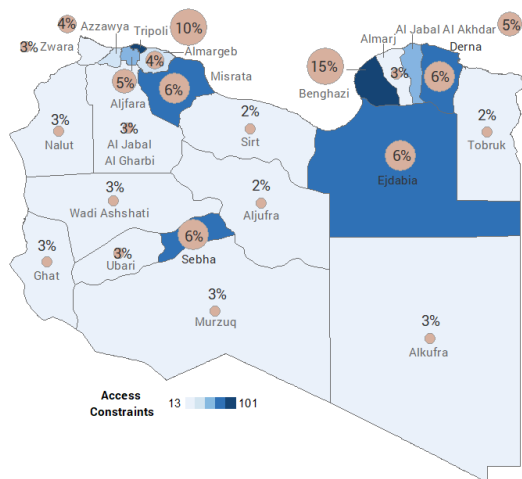 4%
Azzawya
Tripoli
10%
Almarj
Al Jabal Al Akhdar
5%
3%
Zwara
Almargeb
Derna
4%
3%
15%
Benghazi
6%
5%
Aljfara
6%
Misrata
3%
Nalut
3%
Al Jabal
Al Gharbi
2%
Sirt
2%
Tobruk
6%
Ejdabia
3%
Wadi Ashshati
2%
Aljufra
3%
Ghat
3%
Ubari
6%
Sebha
3%
Murzuq
3%
Alkufra
Access
Constraints
13
101